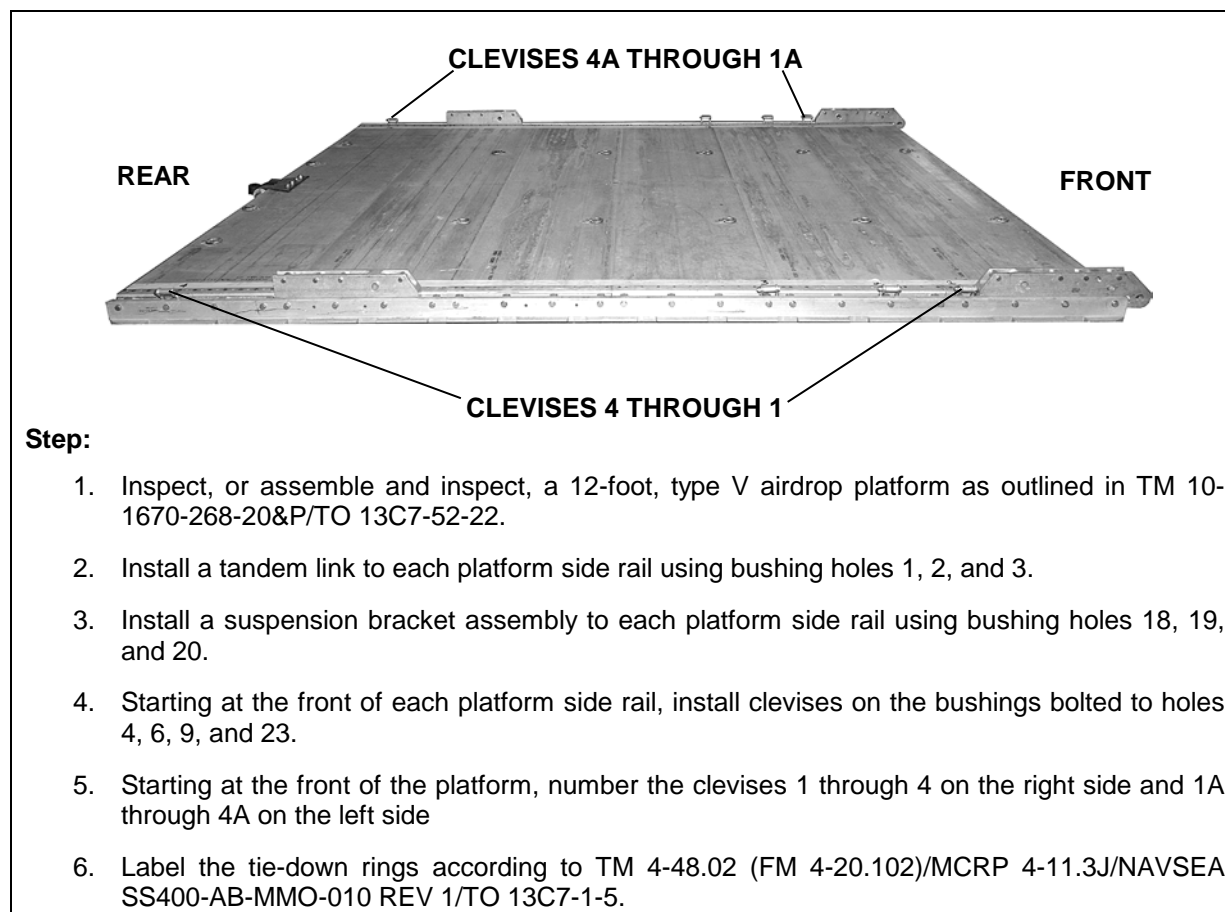 CLEVISES 4A THROUGH 1A
REAR
FRONT
CLEVISES 4 THROUGH 1
Step:
1. Inspect, or assemble and inspect, a 12-foot, type V airdrop platform as outlined in TM 10-
1670-268-20&P/TO 13C7-52-22.
2. Install a tandem link to each platform side rail using bushing holes 1, 2, and 3.
3. Install a suspension bracket assembly to each platform side rail using bushing holes 18, 19,
and 20.
4. Starting at the front of each platform side rail, install clevises on the bushings bolted to holes
4, 6, 9, and 23.
5. Starting at the front of the platform, number the clevises 1 through 4 on the right side and 1A
through 4A on the left side
6. Label the tie-down rings according to TM 4-48.02 (FM 4-20.102)/MCRP 4-11.3J/NAVSEA
SS400-AB-MMO-010 REV 1/TO 13C7-1-5.